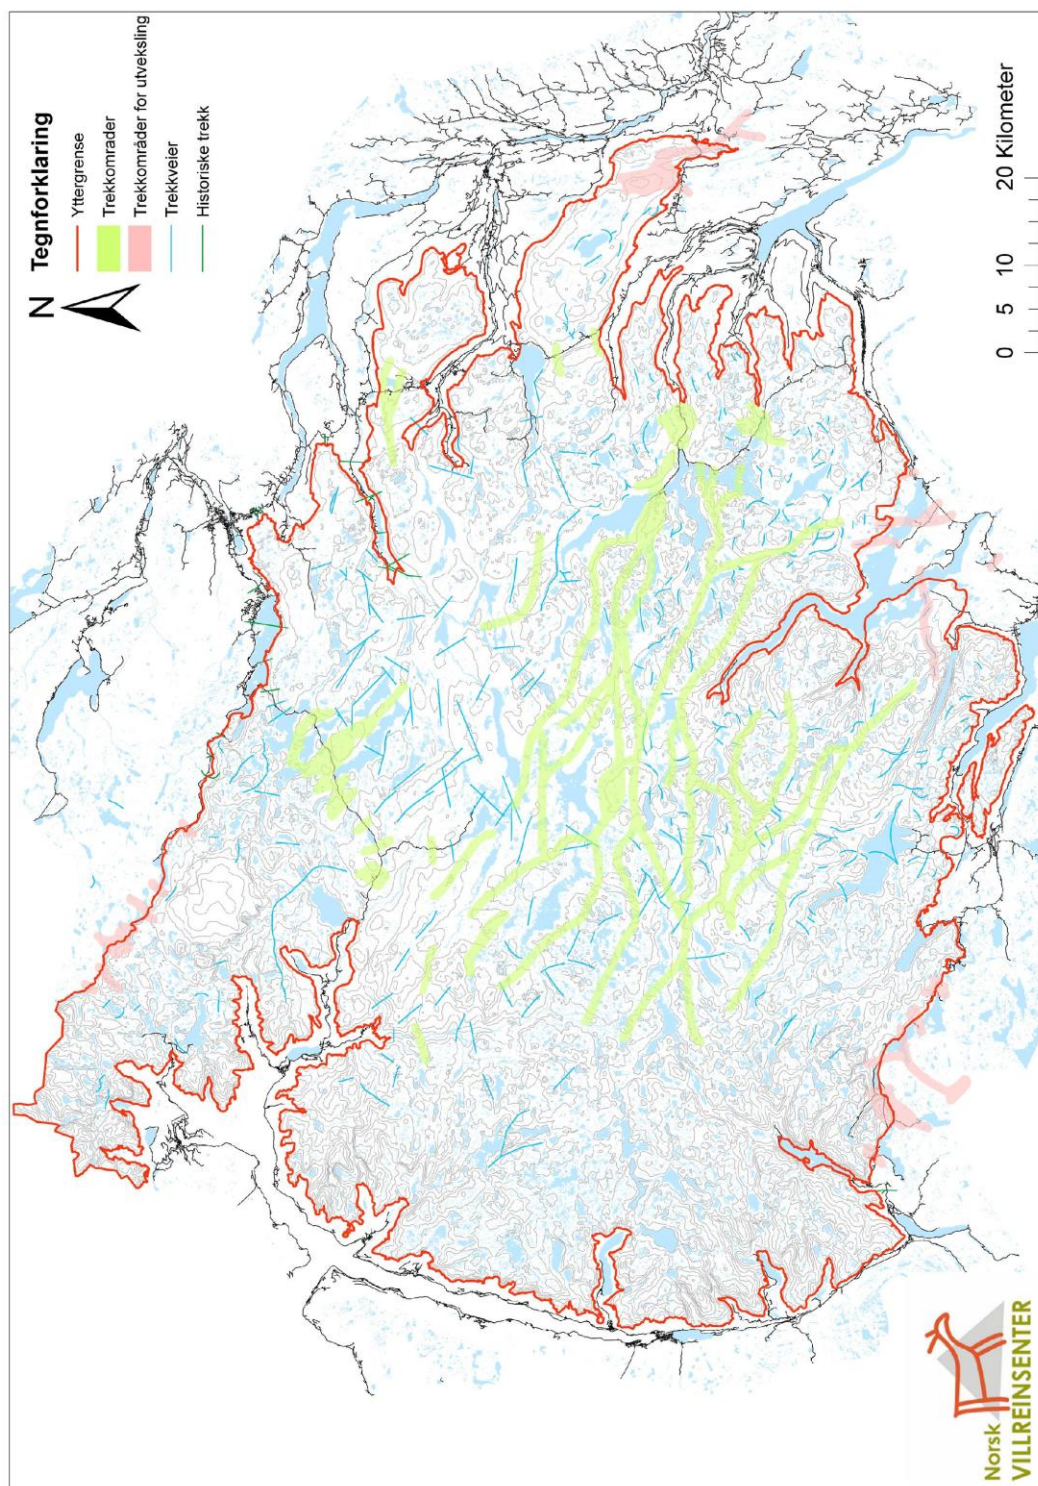 Tegnforklaring
Yttergrense
Trekkområder
Trekkområder for utveksling
Trekkveier
Historiske trekk
N
0 5 10 20 Kilometer
Norsk
VILLREINSENTER